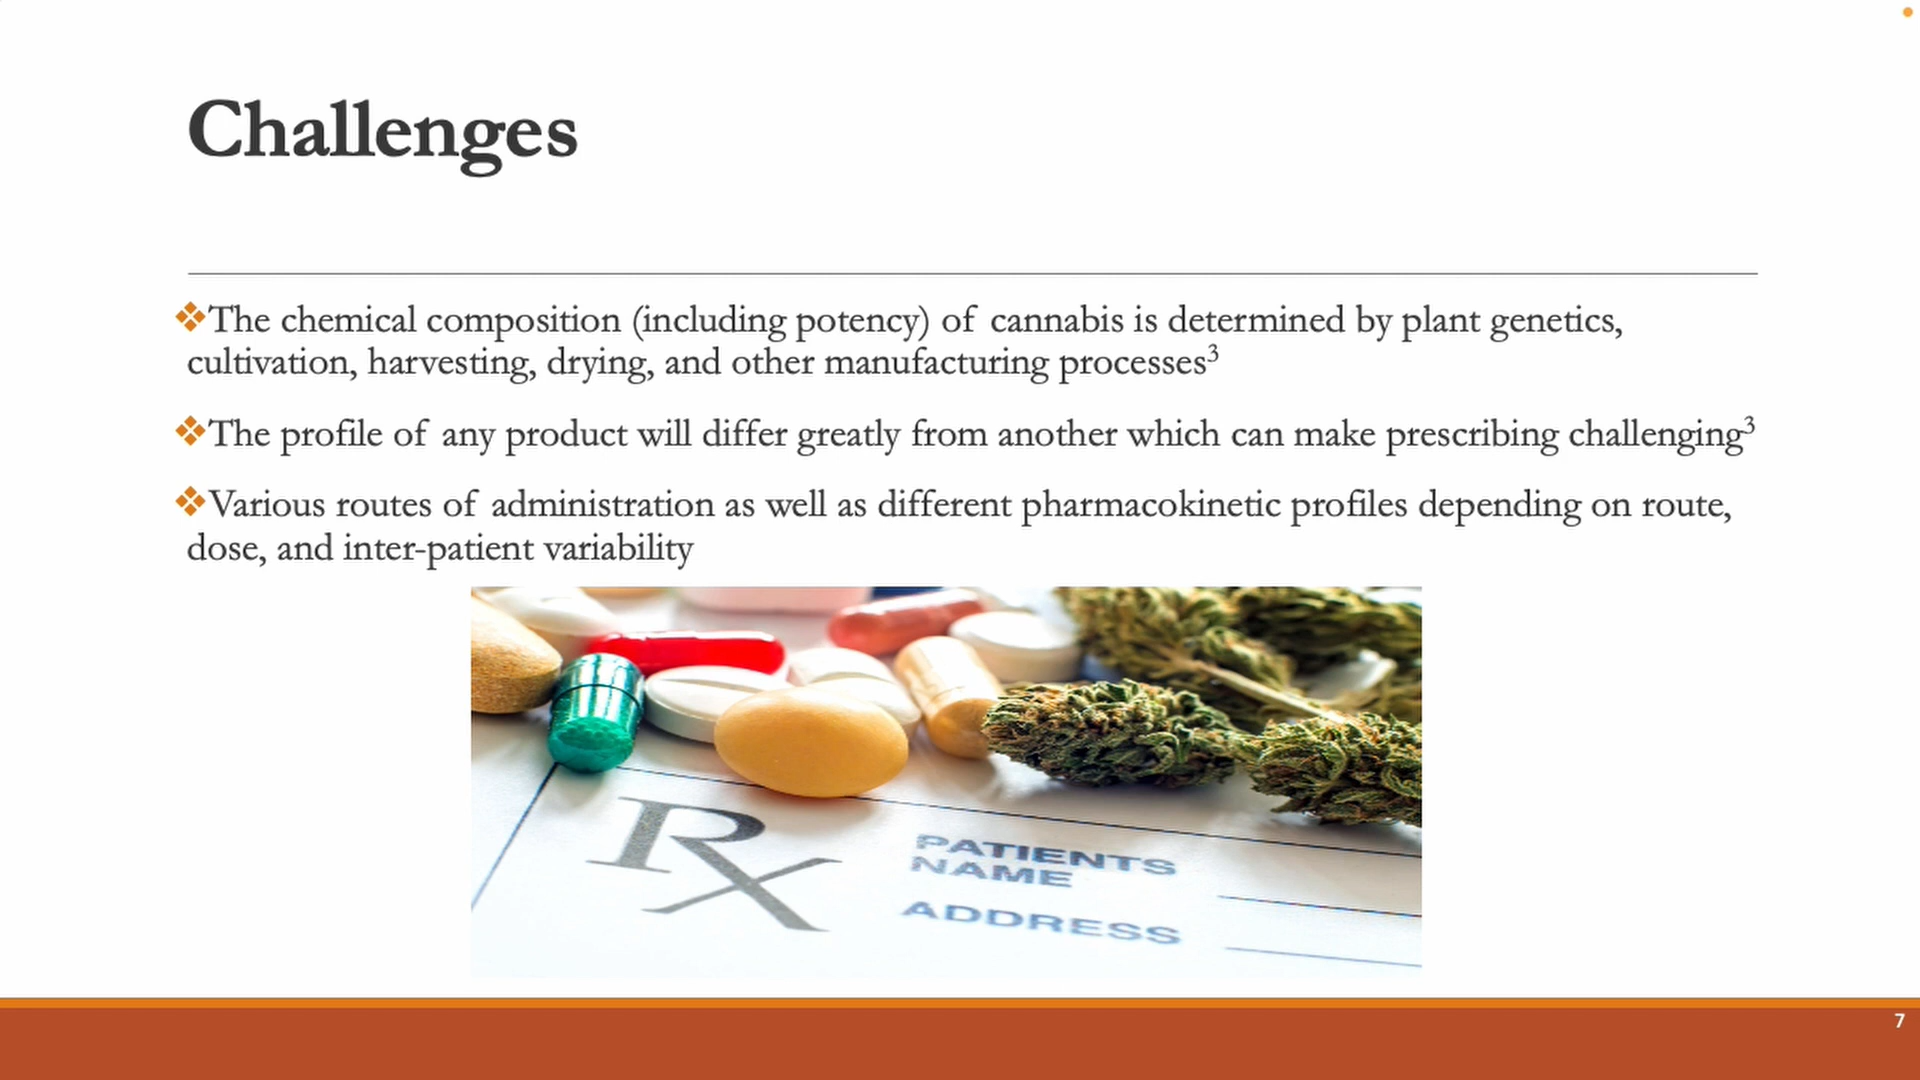 Challenges
❖The chemical composition (including potency) of cannabis is determined by plant genetics,
cultivation, harvesting, drying, and other manufacturing processes³
❖The profile of any product will differ greatly from another which can make prescribing challenging³
❖Various routes of administration as well as different pharmacokinetic profiles depending on route,
dose, and inter-patient variability
Rx
PATIENTS
NAME
ADDRESS
7